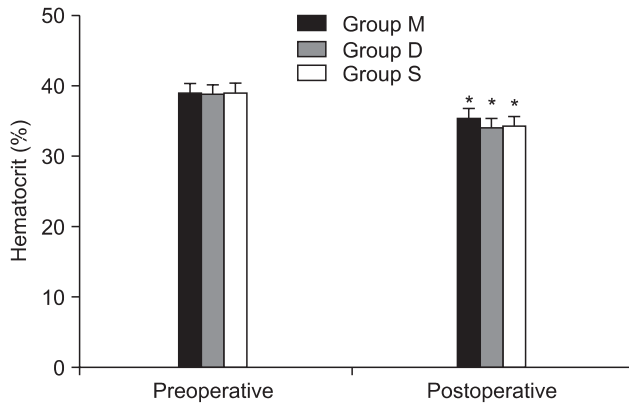 50
40
30
20
10
0
Hematocrit (%)
Group M
Group D
Group S
* * *
Preoperative Postoperative